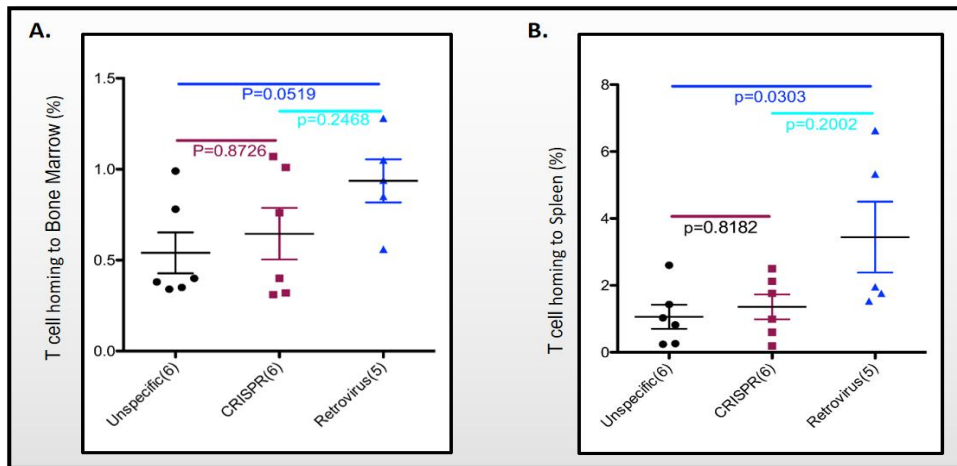 A.
T cell homing to Bone Marrow (%)
1.5
1.0
0.5
0.0
P=0.0519
p=0.2468
P=0.8726
Unspecific(6)
CRISPR(6)
Retrovirus(5)
B.
T cell homing to Spleen (%)
8
6
4
2
0
p=0.0303
p=0.2002
p=0.8182
Unspecific(6)
CRISPR(6)
Retrovirus(5)